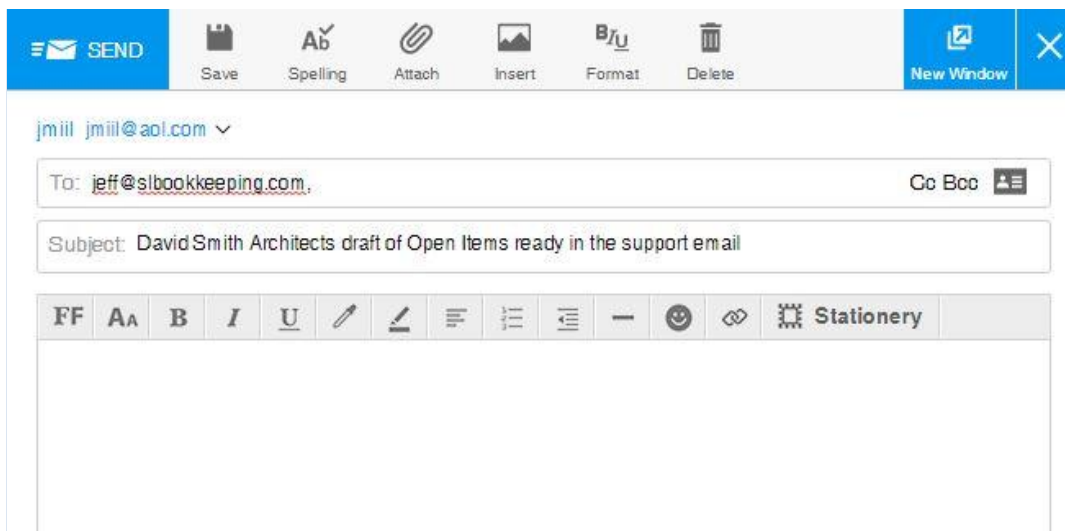 SEND
Save
Spelling
Attach
Insert
Format
Delete
New Window
jmiil jmiil@aol.com
To: jeff@slbookkeeping.com,
Cc Bcc
Subject: David Smith Architects draft of Open Items ready in the support email
FF AA B I U Stationery